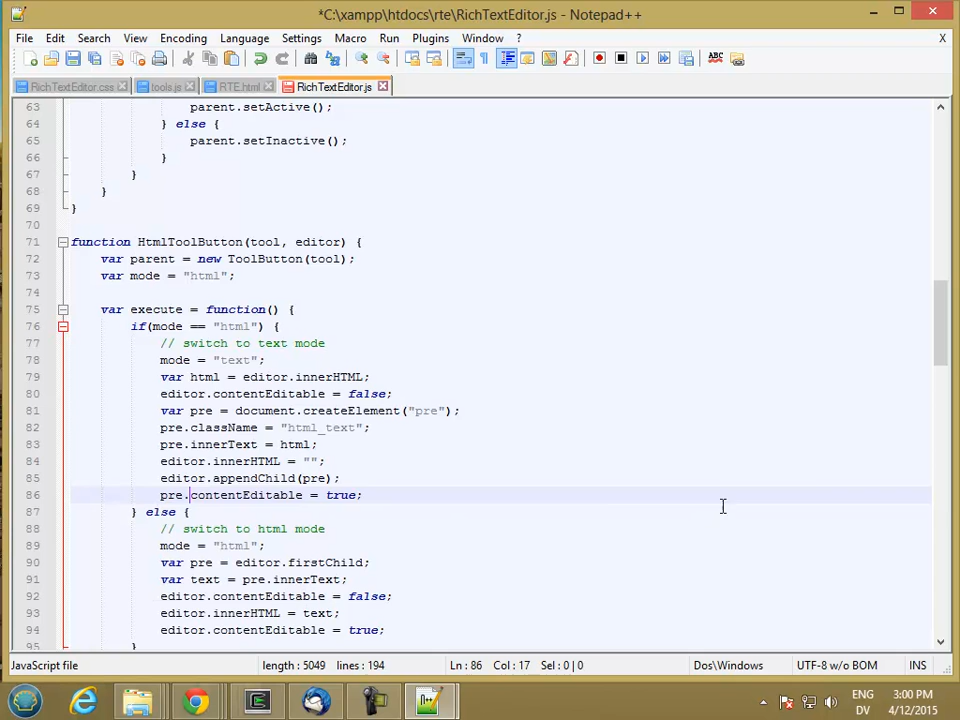 *C:\xampp\htdocs\rte\RichTextEditor.js - Notepad++
File Edit Search View Encoding Language Settings Macro Run Plugins Window ? X
RichTextEditor.css tools.js RTE.html RichTextEditor.js
63 parent.setActive();
64 } else {
65 parent.setInactive();
66 }
67 }
68 }
69 }
70
71 function HtmlToolButton(tool, editor) {
72 var parent = new ToolButton(tool);
73 var mode = "html";
74
75 var execute = function() {
76 if(mode == "html") {
77 // switch to text mode
78 mode = "text";
79 var html = editor.innerHTML;
80 editor.contentEditable = false;
81 var pre = document.createElement("pre");
82 pre.className = "html_text";
83 pre.innerText = html;
84 editor.innerHTML = "";
85 editor.appendChild(pre);
86 pre.contentEditable = true;
87 } else {
88 // switch to html mode
89 mode = "html";
90 var pre = editor.firstChild;
91 var text = pre.innerText;
92 editor.contentEditable = false;
93 editor.innerHTML = text;
94 editor.contentEditable = true;
95 }
JavaScript file length : 5049 lines : 194 Ln : 86 Col : 17 Sel : 0 | 0 Dos\Windows UTF-8 w/o BOM INS
ENG 3:00 PM
DV 4/12/2015